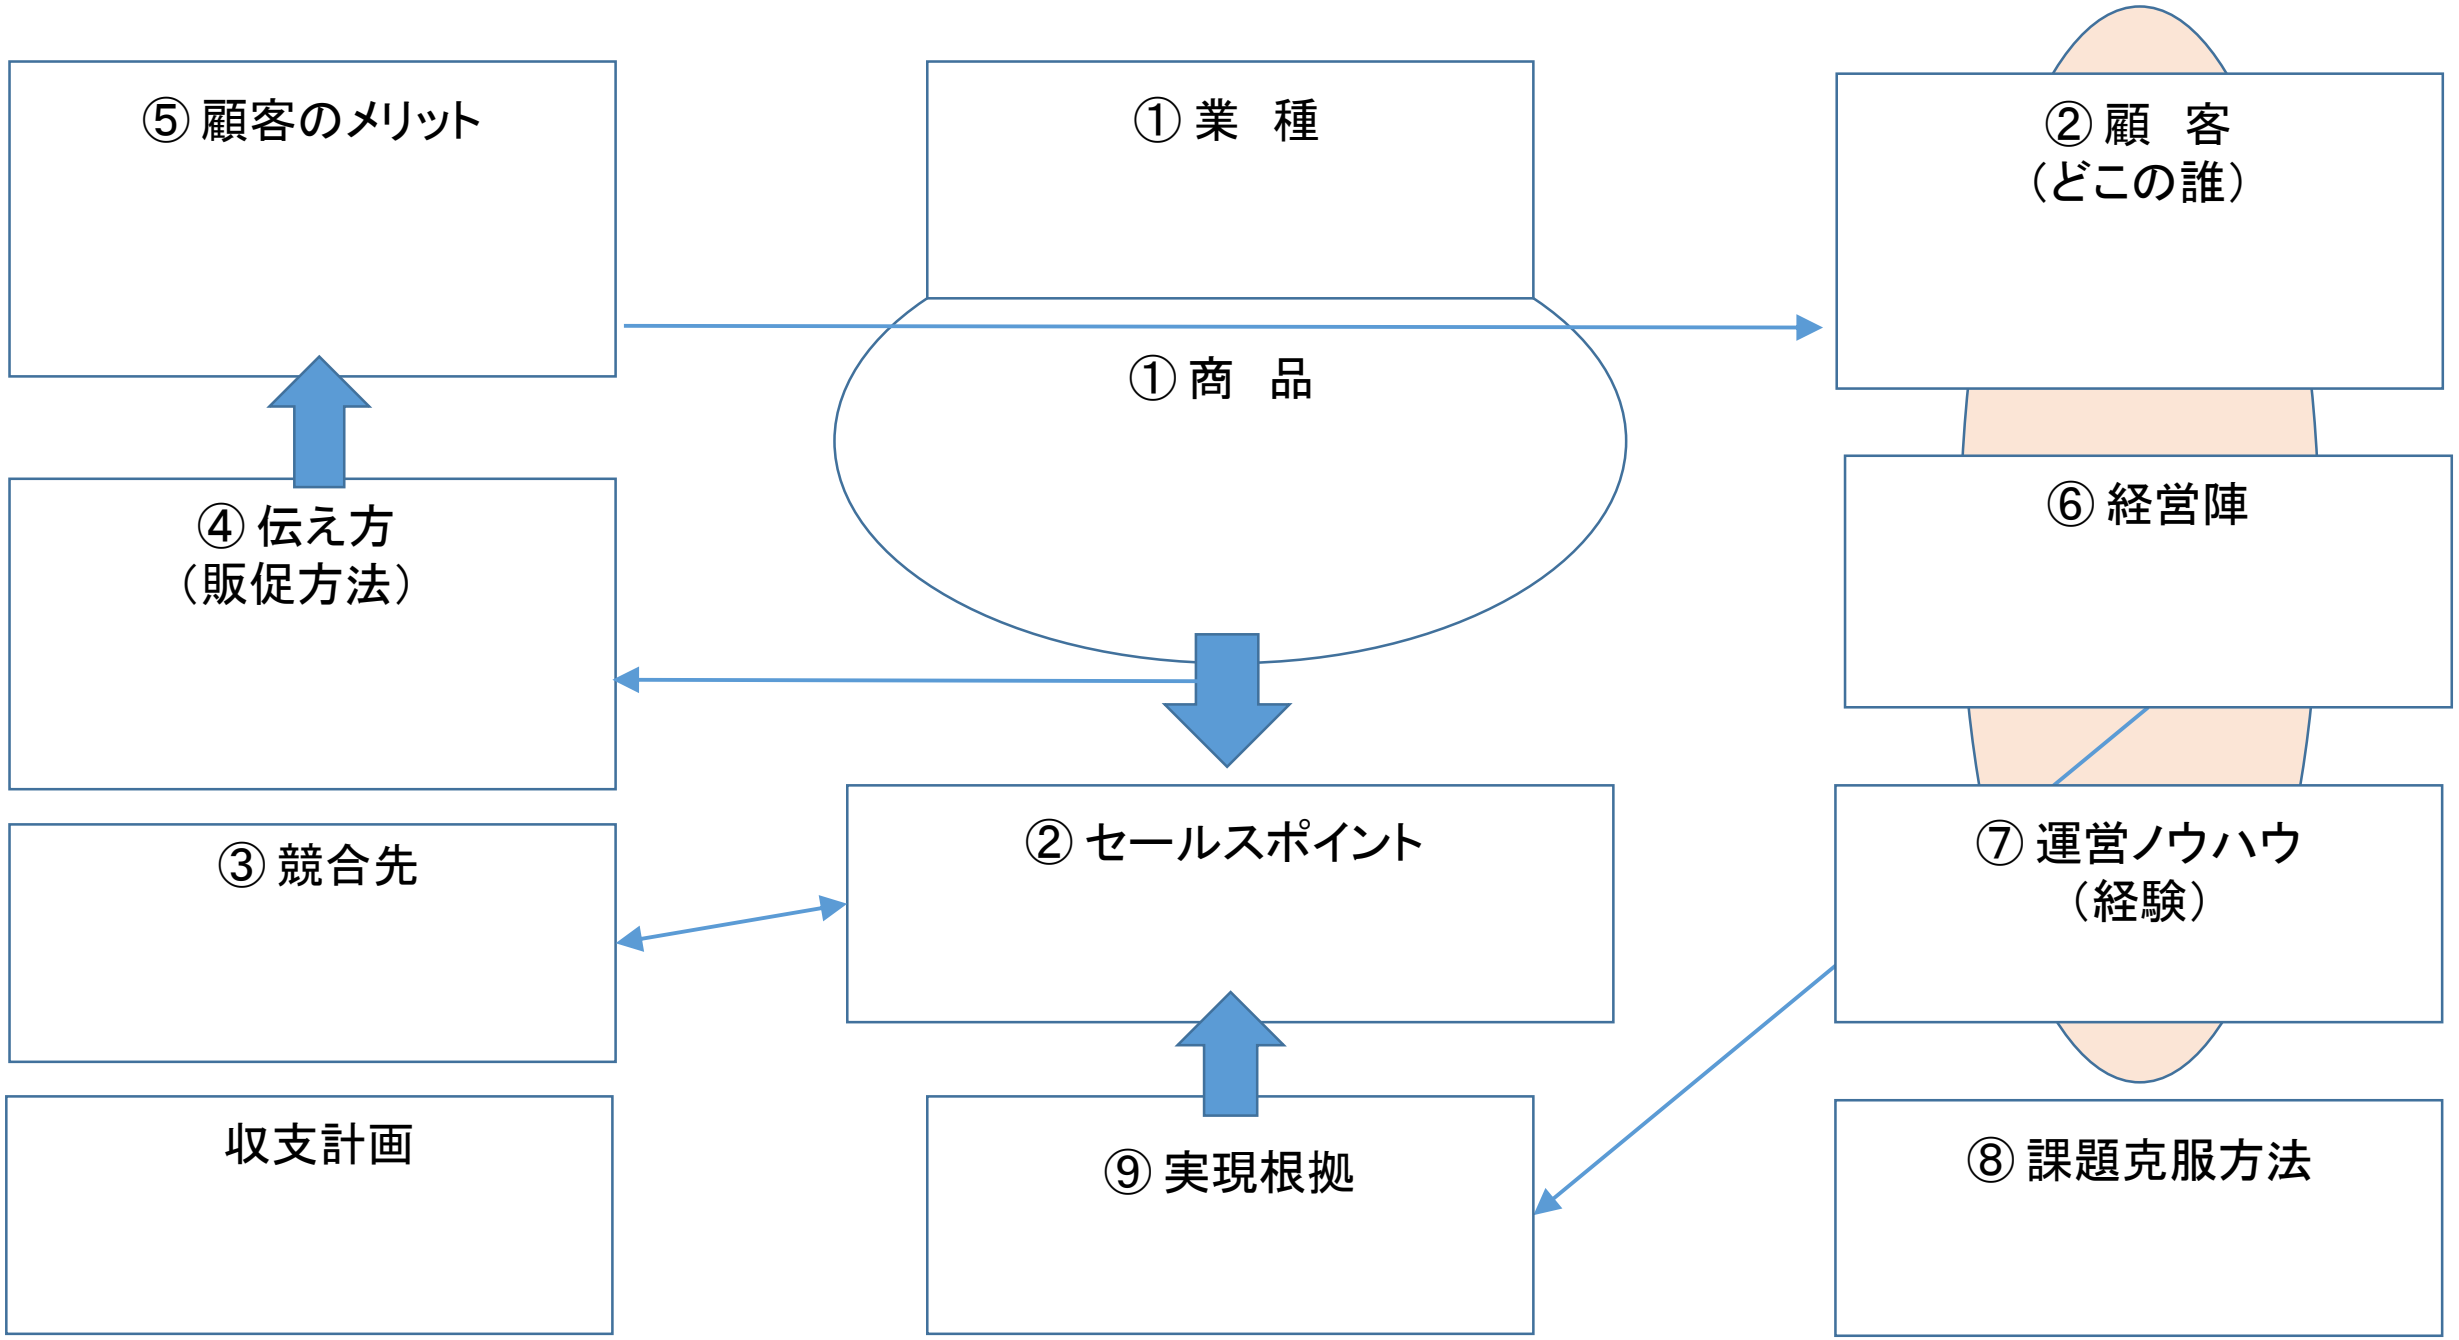 ⑤ 顧客のメリット
① 業　種
② 顧　客
（どこの誰）
① 商　品
④ 伝え方
（販促方法）
⑥ 経営陣
③ 競合先
② セールスポイント
⑦ 運営ノウハウ
（経験）
収支計画
⑨ 実現根拠
⑧ 課題克服方法